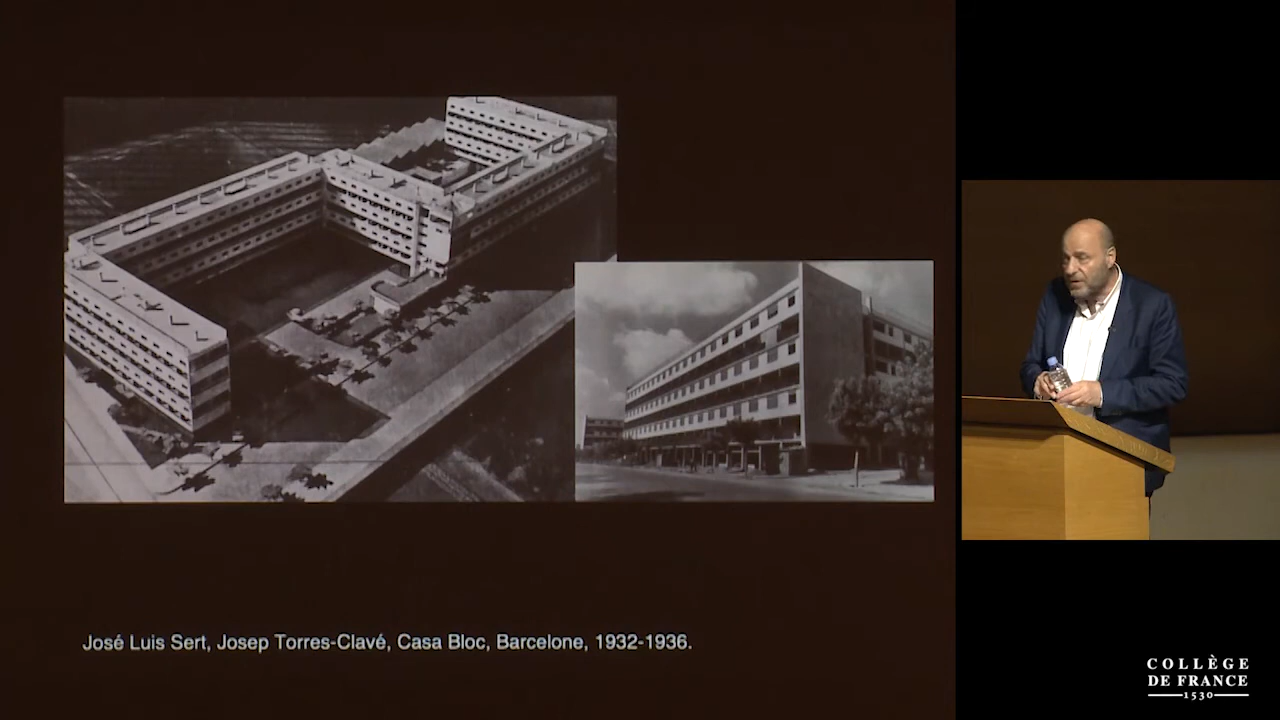 José Luis Sert, Josep Torres-Clavé, Casa Bloc, Barcelone, 1932-1936.
COLLÈGE
DE FRANCE
1530